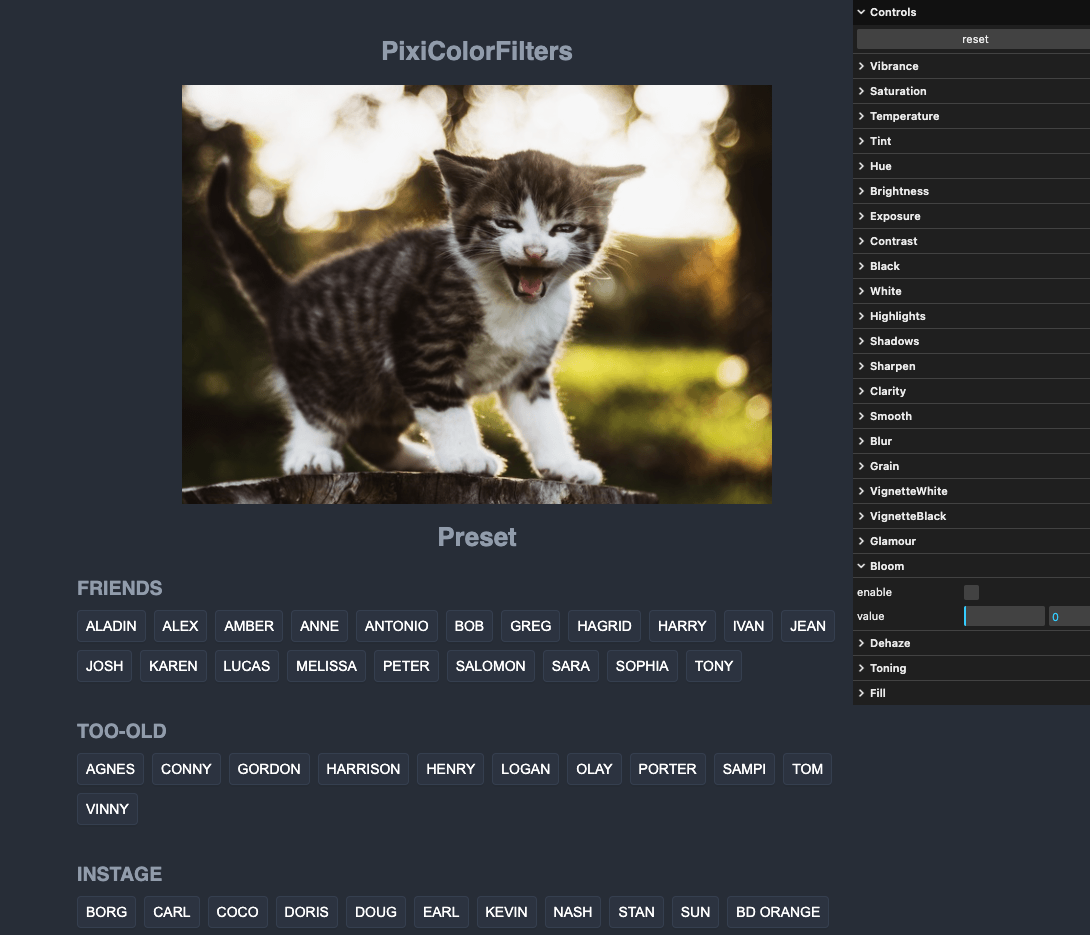 PixiColorFilters
Preset
FRIENDS
ALADIN ALEX AMBER ANNE ANTONIO BOB GREG HAGRID HARRY IVAN JEAN
JOSH KAREN LUCAS MELISSA PETER SALOMON SARA SOPHIA TONY
TOO-OLD
AGNES CONNY GORDON HARRISON HENRY LOGAN OLAY PORTER SAMPI TOM
VINNY
INSTAGE
BORG CARL COCO DORIS DOUG EARL KEVIN NASH STAN SUN BD ORANGE
Controls
reset
Vibrance
Saturation
Temperature
Tint
Hue
Brightness
Exposure
Contrast
Black
White
Highlights
Shadows
Sharpen
Clarity
Smooth
Blur
Grain
VignetteWhite
VignetteBlack
Glamour
Bloom
enable
value 0
Dehaze
Toning
Fill